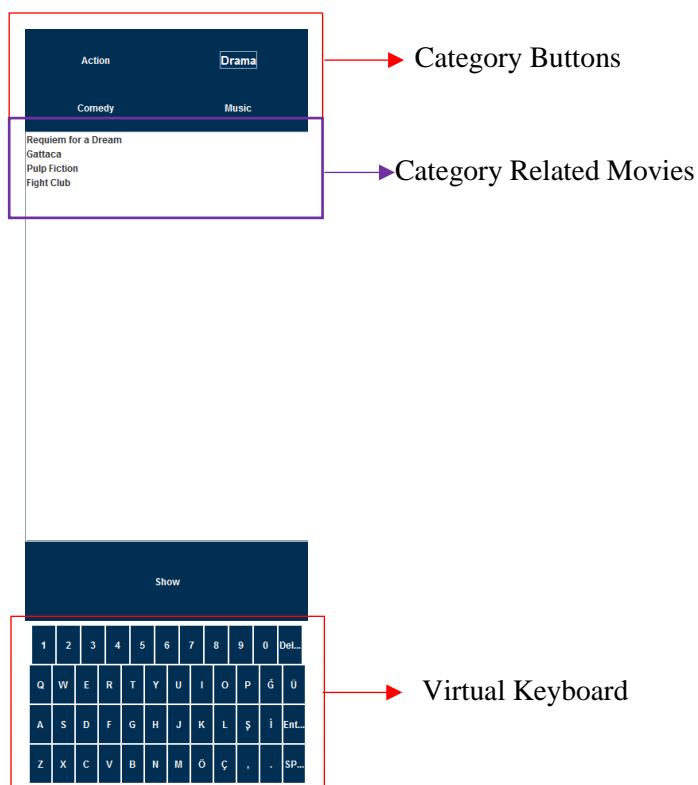 Action Drama Category Buttons
Comedy Music
Requiem for a Dream
Gattaca
Pulp Fiction
Fight Club
Category Related Movies
Show
1 2 3 4 5 6 7 8 9 0 Del...
Q W E R T Y U I O P Ğ Ü
Virtual Keyboard
A S D F G H J K L Ş İ Ent...
Z X C V B N M Ö Ç , . SP...